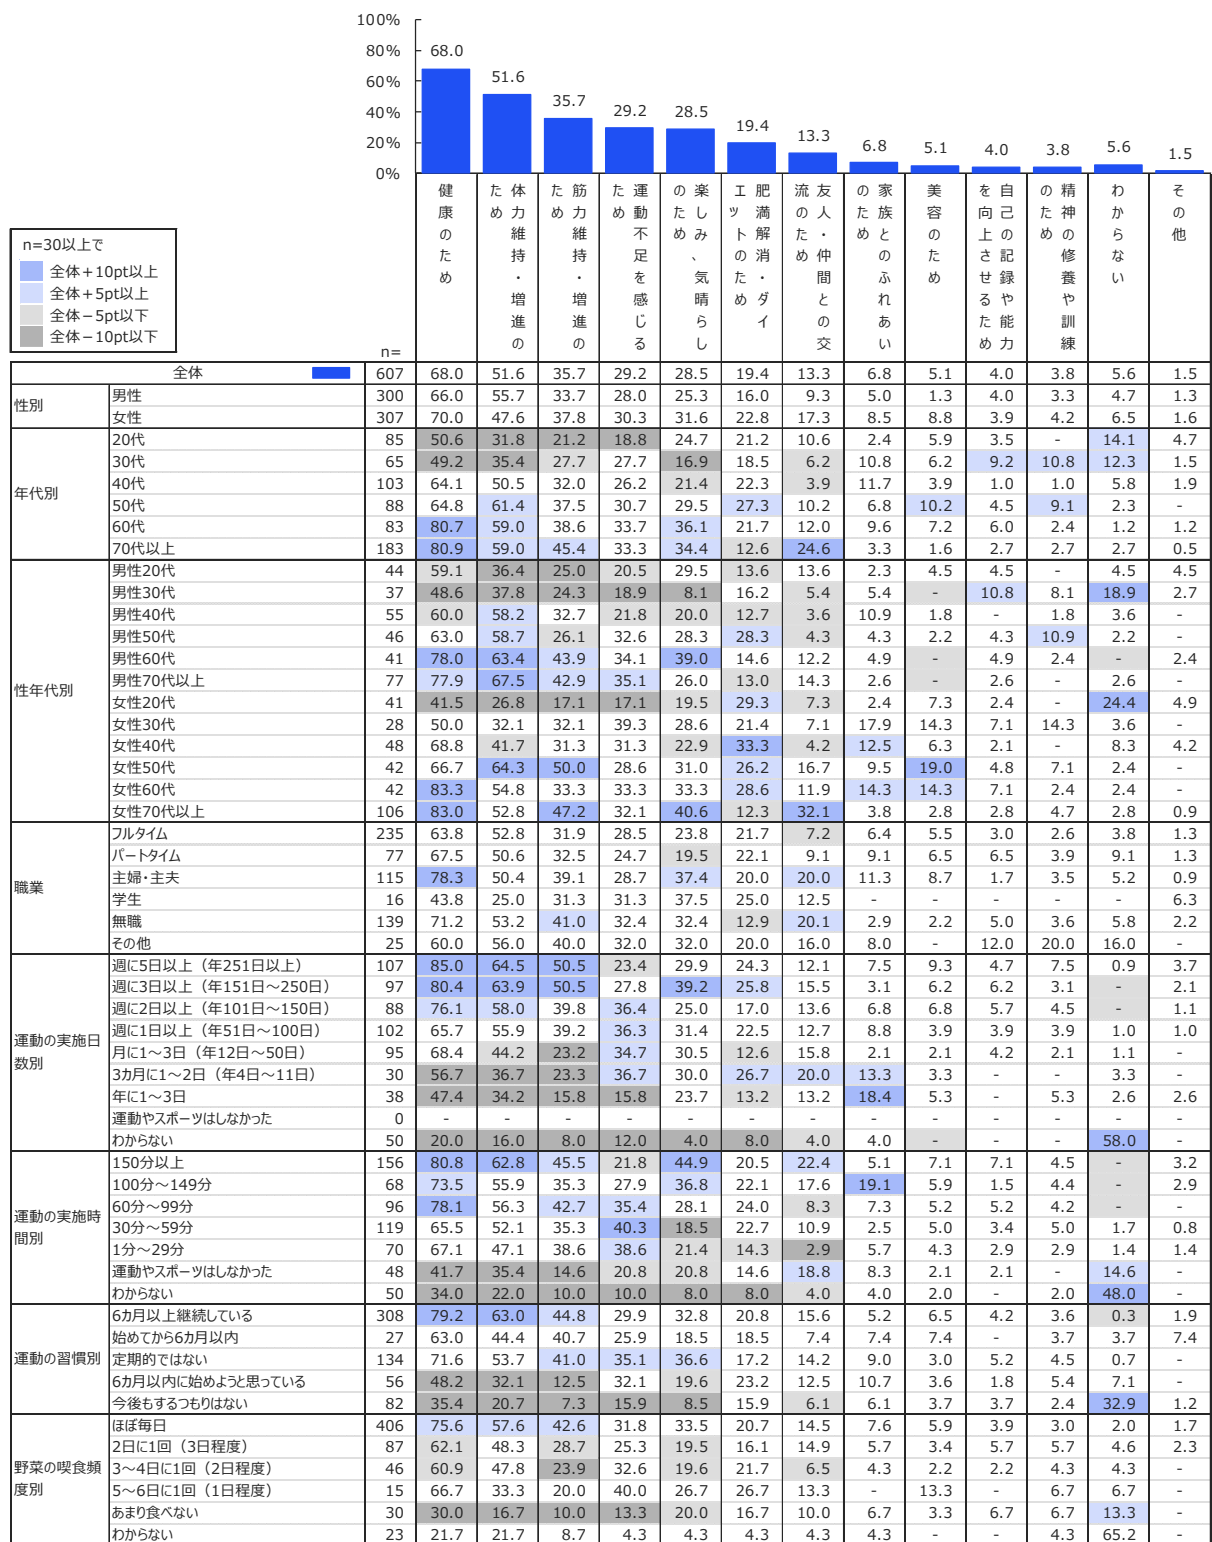 100%
80%
60%
40%
20%
0%
68.0 51.6 35.7 29.2 28.5 19.4 13.3 6.8 5.1 4.0 3.8 5.6 1.5
健康のため
体力維持・増進のため
筋力維持・増進のため
運動不足を感じるため
楽しみ、気晴らしのため
肥満解消・ダイエットのため
友人・仲間との交流のため
家族とのふれあいのため
美容のため
自己の記録や能力を向上させるため
精神の修養や訓練のため
わからない
その他
n=30以上で
全体+10pt以上
全体+5pt以上
全体-5pt以下
全体-10pt以下
n=
全体 607 68.0 51.6 35.7 29.2 28.5 19.4 13.3 6.8 5.1 4.0 3.8 5.6 1.5
性別
男性 300 66.0 55.7 33.7 28.0 25.3 16.0 9.3 5.0 1.3 4.0 3.3 4.7 1.3
女性 307 70.0 47.6 37.8 30.3 31.6 22.8 17.3 8.5 8.8 3.9 4.2 6.5 1.6
年代別
20代 85 50.6 31.8 21.2 18.8 24.7 21.2 10.6 2.4 5.9 3.5 - 14.1 4.7
30代 65 49.2 35.4 27.7 27.7 16.9 18.5 6.2 10.8 6.2 9.2 10.8 12.3 1.5
40代 103 64.1 50.5 32.0 26.2 21.4 22.3 3.9 11.7 3.9 1.0 1.0 5.8 1.9
50代 88 64.8 61.4 37.5 30.7 29.5 27.3 10.2 6.8 10.2 4.5 9.1 2.3 -
60代 83 80.7 59.0 38.6 33.7 36.1 21.7 12.0 9.6 7.2 6.0 2.4 1.2 1.2
70代以上 183 80.9 59.0 45.4 33.3 34.4 12.6 24.6 3.3 1.6 2.7 2.7 2.7 0.5
性年代別
男性20代 44 59.1 36.4 25.0 20.5 29.5 13.6 13.6 2.3 4.5 4.5 - 4.5 4.5
男性30代 37 48.6 37.8 24.3 18.9 8.1 16.2 5.4 5.4 - 10.8 8.1 18.9 2.7
男性40代 55 60.0 58.2 32.7 21.8 20.0 12.7 3.6 10.9 1.8 - 1.8 3.6 -
男性50代 46 63.0 58.7 26.1 32.6 28.3 28.3 4.3 4.3 2.2 4.3 10.9 2.2 -
男性60代 41 78.0 63.4 43.9 34.1 39.0 14.6 12.2 4.9 - 4.9 2.4 - 2.4
男性70代以上 77 77.9 67.5 42.9 35.1 26.0 13.0 14.3 2.6 - 2.6 - 2.6 -
女性20代 41 41.5 26.8 17.1 17.1 19.5 29.3 7.3 2.4 7.3 2.4 - 24.4 4.9
女性30代 28 50.0 32.1 32.1 39.3 28.6 21.4 7.1 17.9 14.3 7.1 14.3 3.6 -
女性40代 48 68.8 41.7 31.3 31.3 22.9 33.3 4.2 12.5 6.3 2.1 - 8.3 4.2
女性50代 42 66.7 64.3 50.0 28.6 31.0 26.2 16.7 9.5 19.0 4.8 7.1 2.4 -
女性60代 42 83.3 54.8 33.3 33.3 33.3 28.6 11.9 14.3 14.3 7.1 2.4 2.4 -
女性70代以上 106 83.0 52.8 47.2 32.1 40.6 12.3 32.1 3.8 2.8 2.8 4.7 2.8 0.9
職業
フルタイム 235 63.8 52.8 31.9 28.5 23.8 21.7 7.2 6.4 5.5 3.0 2.6 3.8 1.3
パートタイム 77 67.5 50.6 32.5 24.7 19.5 22.1 9.1 9.1 6.5 6.5 3.9 9.1 1.3
主婦・主夫 115 78.3 50.4 39.1 28.7 37.4 20.0 20.0 11.3 8.7 1.7 3.5 5.2 0.9
学生 16 43.8 25.0 31.3 31.3 37.5 25.0 12.5 - - - - - 6.3
無職 139 71.2 53.2 41.0 32.4 32.4 12.9 20.1 2.9 2.2 5.0 3.6 5.8 2.2
その他 25 60.0 56.0 40.0 32.0 32.0 20.0 16.0 8.0 - 12.0 20.0 16.0 -
運動の実施日数別
週に5日以上(年251日以上) 107 85.0 64.5 50.5 23.4 29.9 24.3 12.1 7.5 9.3 4.7 7.5 0.9 3.7
週に3日以上(年151日~250日) 97 80.4 63.9 50.5 27.8 39.2 25.8 15.5 3.1 6.2 6.2 3.1 - 2.1
週に2日以上(年101日~150日) 88 76.1 58.0 39.8 36.4 25.0 17.0 13.6 6.8 6.8 5.7 4.5 - 1.1
週に1日以上(年51日~100日) 102 65.7 55.9 39.2 36.3 31.4 22.5 12.7 8.8 3.9 3.9 3.9 1.0 1.0
月に1~3日(年12日~50日) 95 68.4 44.2 23.2 34.7 30.5 12.6 15.8 2.1 2.1 4.2 2.1 1.1 -
3カ月に1~2日(年4日~11日) 30 56.7 36.7 23.3 36.7 30.0 26.7 20.0 13.3 3.3 - - 3.3 -
年に1~3日 38 47.4 34.2 15.8 15.8 23.7 13.2 13.2 18.4 5.3 - 5.3 2.6 2.6
運動やスポーツはしなかった 0 - - - - - - - - - - - - -
わからない 50 20.0 16.0 8.0 12.0 4.0 8.0 4.0 4.0 - - - 58.0 -
運動の実施時間別
150分以上 156 80.8 62.8 45.5 21.8 44.9 20.5 22.4 5.1 7.1 7.1 4.5 - 3.2
100分~149分 68 73.5 55.9 35.3 27.9 36.8 22.1 17.6 19.1 5.9 1.5 4.4 - 2.9
60分~99分 96 78.1 56.3 42.7 35.4 28.1 24.0 8.3 7.3 5.2 5.2 4.2 - -
30分~59分 119 65.5 52.1 35.3 40.3 18.5 22.7 10.9 2.5 5.0 3.4 5.0 1.7 0.8
1分~29分 70 67.1 47.1 38.6 38.6 21.4 14.3 2.9 5.7 4.3 2.9 2.9 1.4 1.4
運動やスポーツはしなかった 48 41.7 35.4 14.6 20.8 20.8 14.6 18.8 8.3 2.1 2.1 - 14.6 -
わからない 50 34.0 22.0 10.0 10.0 8.0 8.0 4.0 4.0 2.0 - 2.0 48.0 -
運動の習慣別
6カ月以上継続している 308 79.2 63.0 44.8 29.9 32.8 20.8 15.6 5.2 6.5 4.2 3.6 0.3 1.9
始めてから6カ月以内 27 63.0 44.4 40.7 25.9 18.5 18.5 7.4 7.4 7.4 - 3.7 3.7 7.4
定期的ではない 134 71.6 53.7 41.0 35.1 36.6 17.2 14.2 9.0 3.0 5.2 4.5 0.7 -
6カ月以内に始めようと思っている 56 48.2 32.1 12.5 32.1 19.6 23.2 12.5 10.7 3.6 1.8 5.4 7.1 -
今後もするつもりはない 82 35.4 20.7 7.3 15.9 8.5 15.9 6.1 6.1 3.7 3.7 2.4 32.9 1.2
野菜の喫食頻度別
ほぼ毎日 406 75.6 57.6 42.6 31.8 33.5 20.7 14.5 7.6 5.9 3.9 3.0 2.0 1.7
2日に1回(3日程度) 87 62.1 48.3 28.7 25.3 19.5 16.1 14.9 5.7 3.4 5.7 5.7 4.6 2.3
3~4日に1回(2日程度) 46 60.9 47.8 23.9 32.6 19.6 21.7 6.5 4.3 2.2 2.2 4.3 4.3 -
5~6日に1回(1日程度) 15 66.7 33.3 20.0 40.0 26.7 26.7 13.3 - 13.3 - 6.7 6.7 -
あまり食べない 30 30.0 16.7 10.0 13.3 20.0 16.7 10.0 6.7 3.3 6.7 6.7 13.3 -
わからない 23 21.7 21.7 8.7 4.3 4.3 4.3 4.3 4.3 - - 4.3 65.2 -